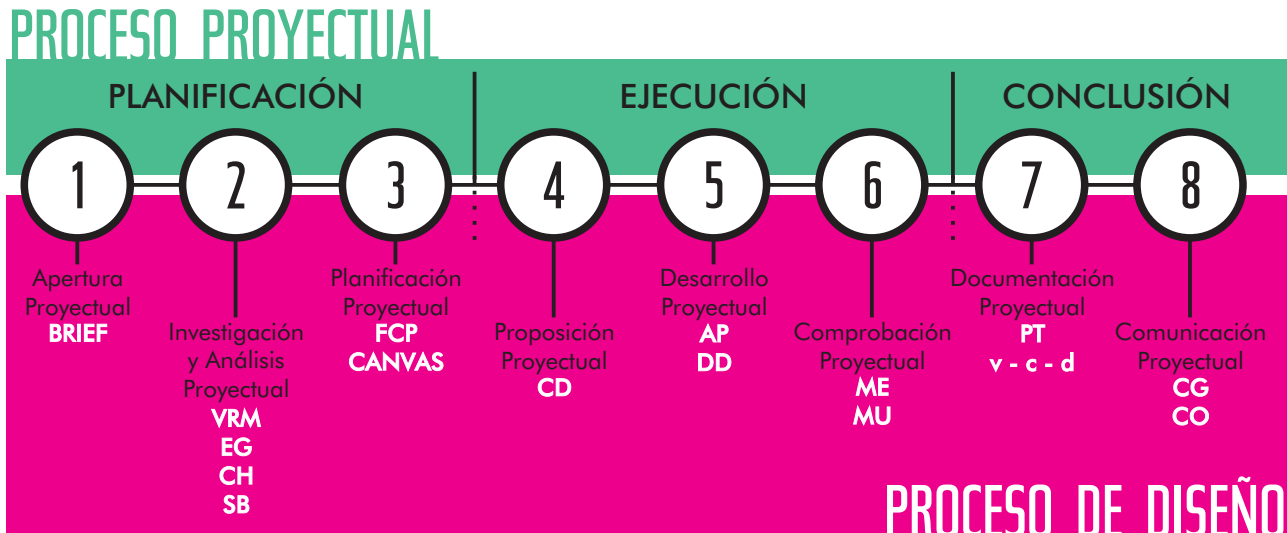 PROCESO PROYECTUAL
PLANIFICACIÓN
EJECUCIÓN
CONCLUSIÓN
1
2
3
4
5
6
7
8
Apertura
Proyectual
BRIEF
Investigación
y Análisis
Proyectual
VRM
EG
CH
SB
Planificación
Proyectual
FCP
CANVAS
Proposición
Proyectual
CD
Desarrollo
Proyectual
AP
DD
Comprobación
Proyectual
ME
MU
Documentación
Proyectual
PT
v - c - d
Comunicación
Proyectual
CG
CO
PROCESO DE DISEÑO